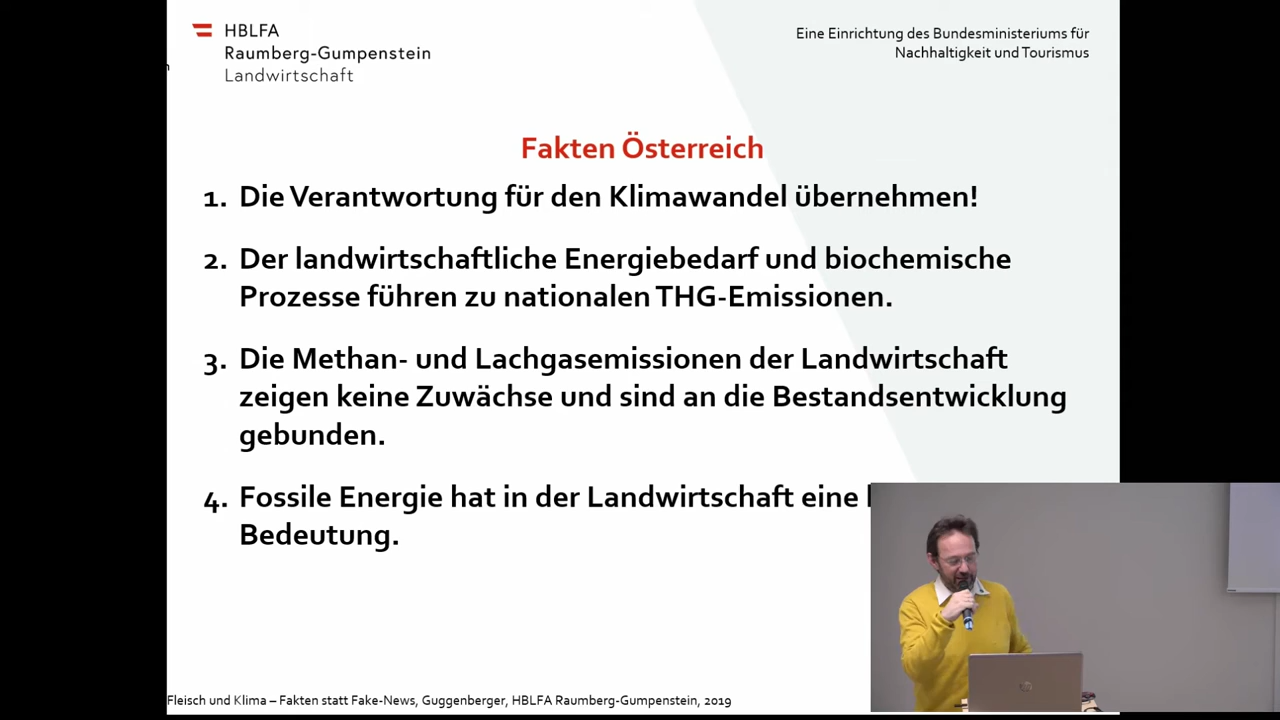 HBLFA
Raumberg-Gumpenstein
Landwirtschaft
Eine Einrichtung des Bundesministeriums für
Nachhaltigkeit und Tourismus
Fakten Österreich
1. Die Verantwortung für den Klimawandel übernehmen!
2. Der landwirtschaftliche Energiebedarf und biochemische
Prozesse führen zu nationalen THG-Emissionen.
3. Die Methan- und Lachgasemissionen der Landwirtschaft
zeigen keine Zuwächse und sind an die Bestandsentwicklung
gebunden.
4. Fossile Energie hat in der Landwirtschaft eine
Bedeutung.
Fleisch und Klima – Fakten statt Fake-News, Guggenberger, HBLFA Raumberg-Gumpenstein, 2019